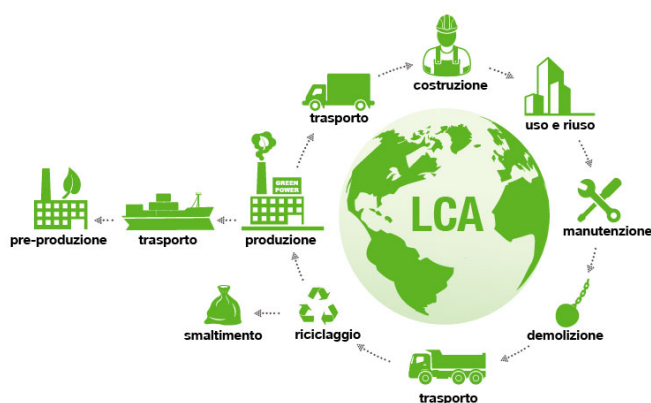 costruzione
trasporto
uso e riuso
GREEN
POWER
LCA
pre-produzione
trasporto
produzione
manutenzione
smaltimento
riciclaggio
demolizione
trasporto